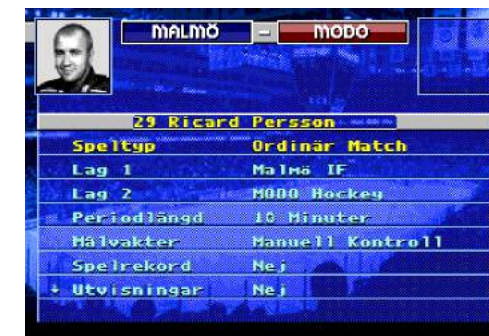 MALMÖ - MODO
29 Ricard Persson
Speltyp Ordinär Match
Lag 1 Malmö IF
Lag 2 MODO Hockey
Periodlängd 10 Minuter
Målvakter Manuell Kontroll
Spelrekord Nej
Utvisningar Nej